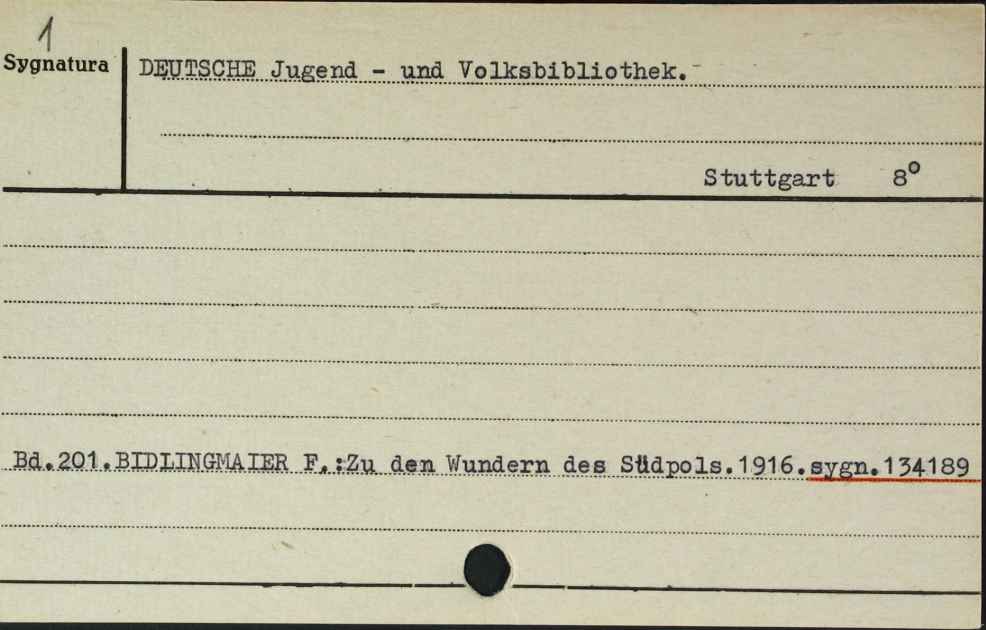 1
Sygnatura
DEUTSCHE Jugend - und Volksbibliothek.
Stuttgart 8°
Bd.201.BIDLINGMAIER F.:Zu den Wundern des Südpols.1916.sygn.134189